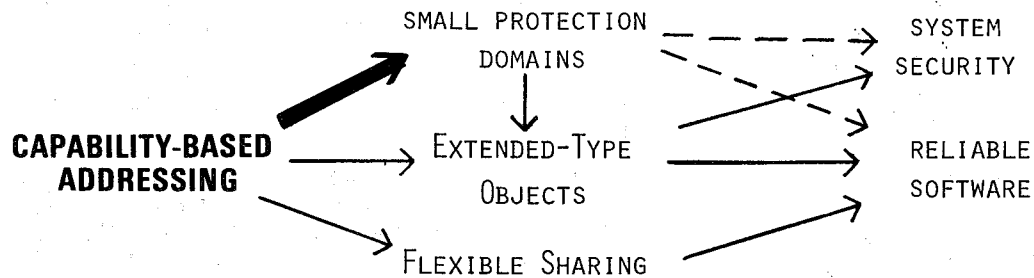 SMALL PROTECTION
DOMAINS
SYSTEM
SECURITY
CAPABILITY-BASED
ADDRESSING
EXTENDED-TYPE
OBJECTS
RELIABLE
SOFTWARE
FLEXIBLE SHARING